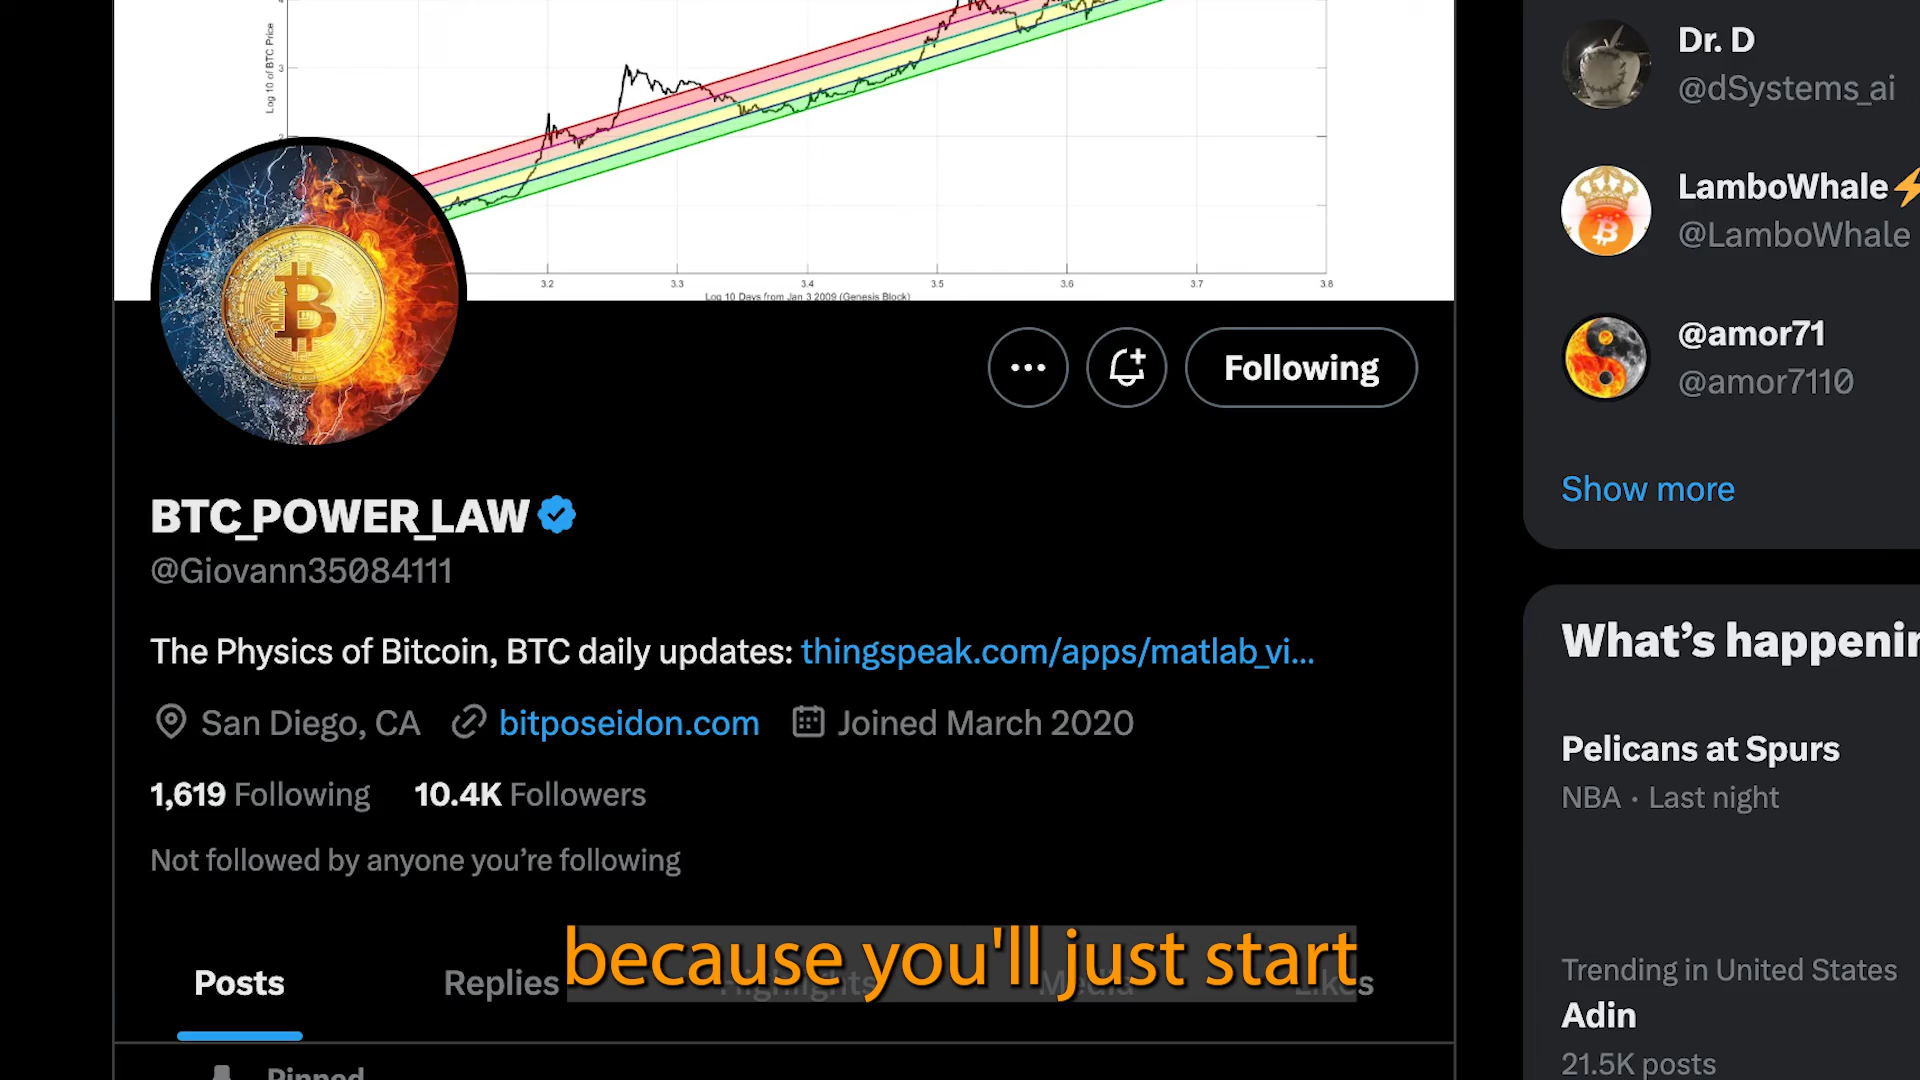 Log 10 of BTC Price
3
3.2 3.3 3.4 3.5 3.6 3.7 3.8
Log 10 Days from Jan 3 2009 (Genesis Block)
Following
BTC_POWER_LAW
@Giovann35084111
The Physics of Bitcoin, BTC daily updates: thingspeak.com/apps/matlab_vi...
San Diego, CA bitposeidon.com Joined March 2020
1,619 Following 10.4K Followers
Not followed by anyone you’re following
Posts Replies Highlights Media Likes
because you'll just start
Pinned
Dr. D
@dSystems_ai
LamboWhale
@LamboWhale
@amor71
@amor7110
Show more
What’s happenin
Pelicans at Spurs
NBA · Last night
Trending in United States
Adin
21.5K posts